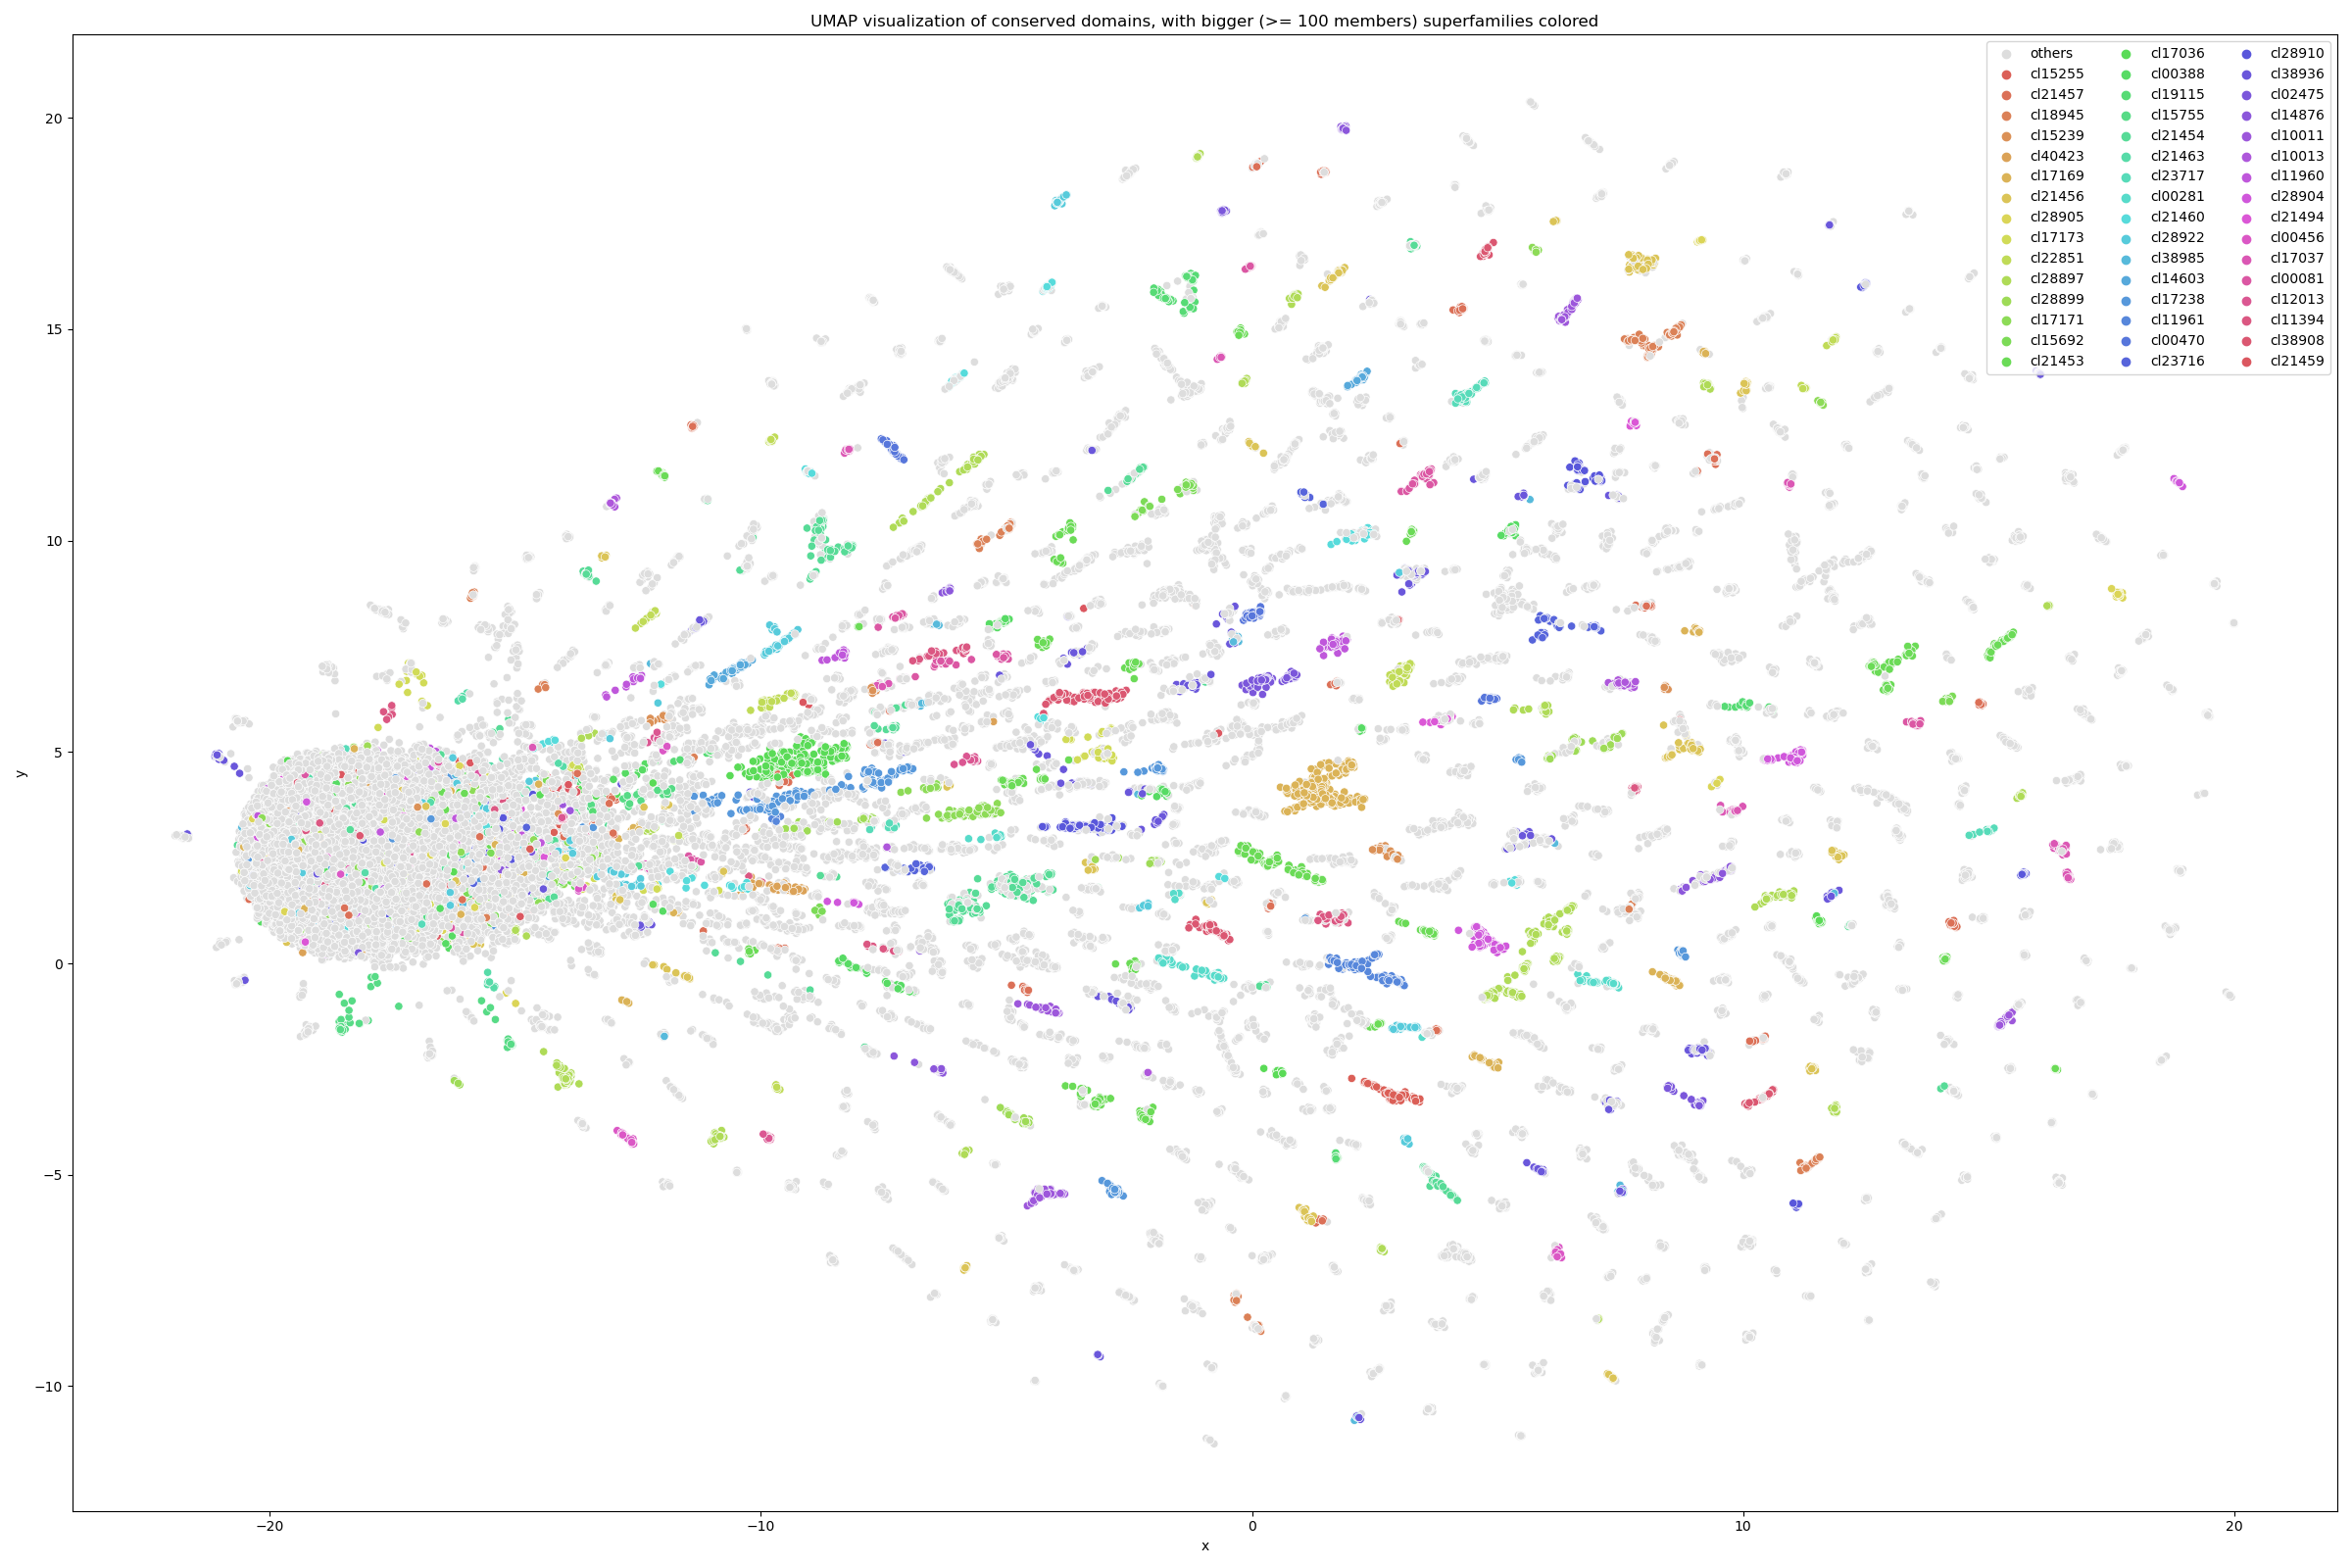 UMAP visualization of conserved domains, with bigger (>= 100 members) superfamilies colored
others
cl15255
cl21457
cl18945
cl15239
cl40423
cl17169
cl21456
cl28905
cl17173
cl22851
cl28897
cl28899
cl17171
cl15692
cl21453
cl17036
cl00388
cl19115
cl15755
cl21454
cl21463
cl23717
cl00281
cl21460
cl28922
cl38985
cl14603
cl17238
cl11961
cl00470
cl23716
cl28910
cl38936
cl02475
cl14876
cl10011
cl10013
cl11960
cl28904
cl21494
cl00456
cl17037
cl00081
cl12013
cl11394
cl38908
cl21459
20
15
10
5
0
−5
−10
y
−20
−10
0
10
20
x